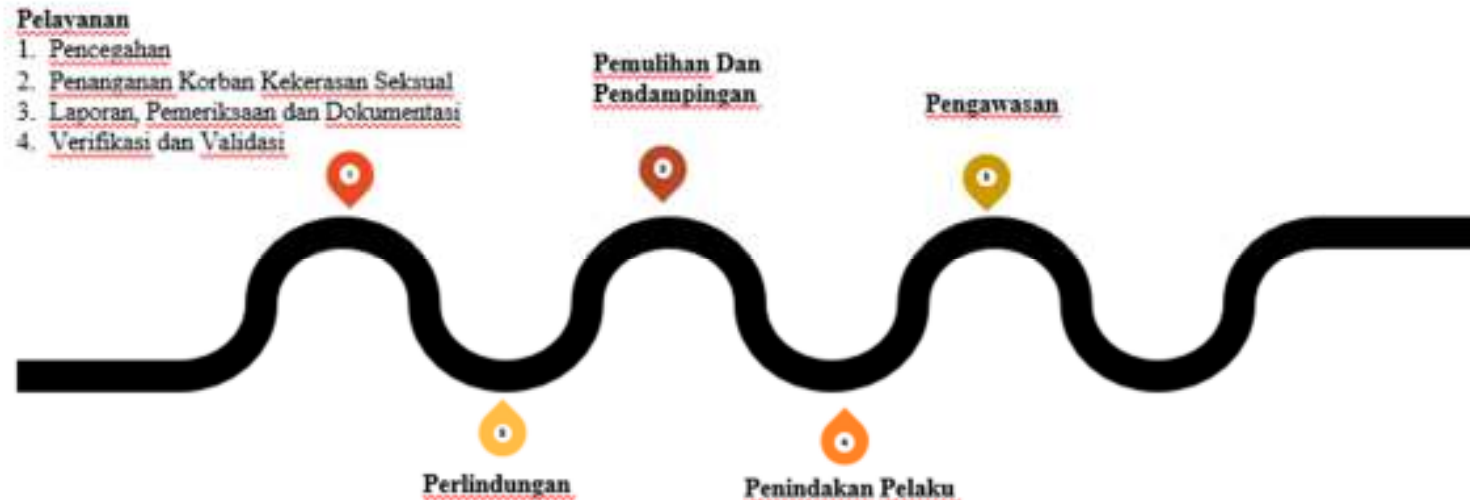 Pelayanan
1. Pencegahan
2. Penanganan Korban Kekerasan Seksual
3. Laporan, Pemeriksaan dan Dokumentasi
4. Verifikasi dan Validasi
1
Perlindungan
Pemulihan Dan
Pendampingan
Penindakan Pelaku
Pengawasan